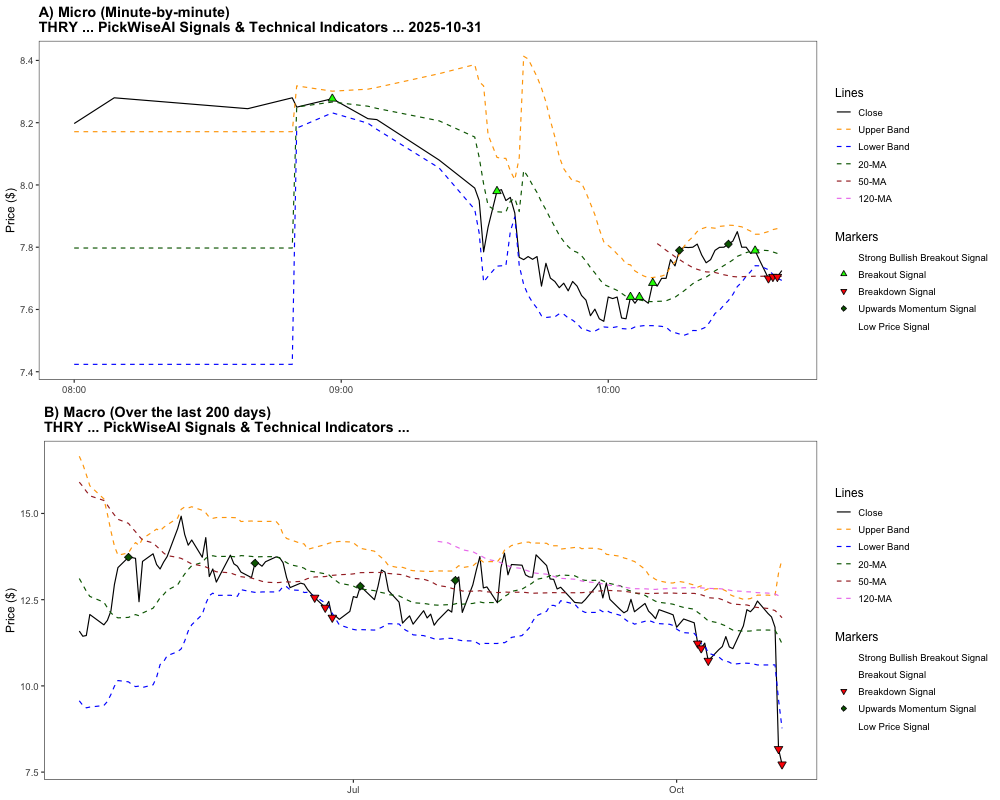 A) Micro (Minute-by-minute)
THRY ... PickWiseAI Signals & Technical Indicators ... 2025-10-31
8.4
8.2
8.0
7.8
7.6
7.4
Price ($)
08:00
09:00
10:00
Lines
Close
Upper Band
Lower Band
20-MA
50-MA
120-MA
Markers
Strong Bullish Breakout Signal
Breakout Signal
Breakdown Signal
Upwards Momentum Signal
Low Price Signal
B) Macro (Over the last 200 days)
THRY ... PickWiseAI Signals & Technical Indicators ...
15.0
12.5
10.0
7.5
Price ($)
Jul
Oct
Lines
Close
Upper Band
Lower Band
20-MA
50-MA
120-MA
Markers
Strong Bullish Breakout Signal
Breakout Signal
Breakdown Signal
Upwards Momentum Signal
Low Price Signal